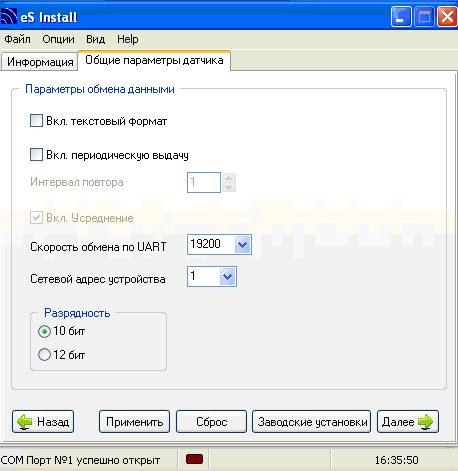 eS Install
Файл Опции Вид Help
Информация Общие параметры датчика
Параметры обмена данными
Вкл. текстовый формат
Вкл. периодическую выдачу
Интервал повтора 1
Вкл. Усреднение
Скорость обмена по UART 19200
Сетевой адрес устройства 1
Разрядность
10 бит
12 бит
Назад Применить Сброс Заводские установки Далее
COM Порт №1 успешно открыт 16:35:50